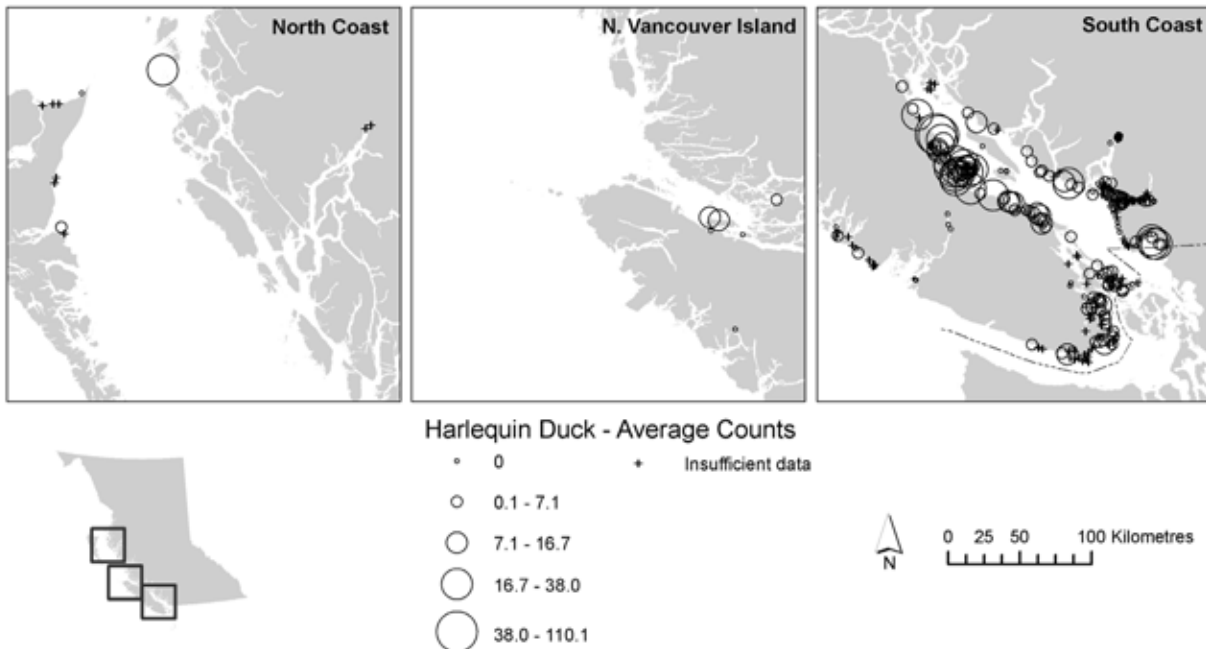 North Coast
N. Vancouver Island
South Coast
Harlequin Duck - Average Counts
0
Insufficient data
0.1 - 7.1
7.1 - 16.7
16.7 - 38.0
38.0 - 110.1
N
0 25 50 100 Kilometres